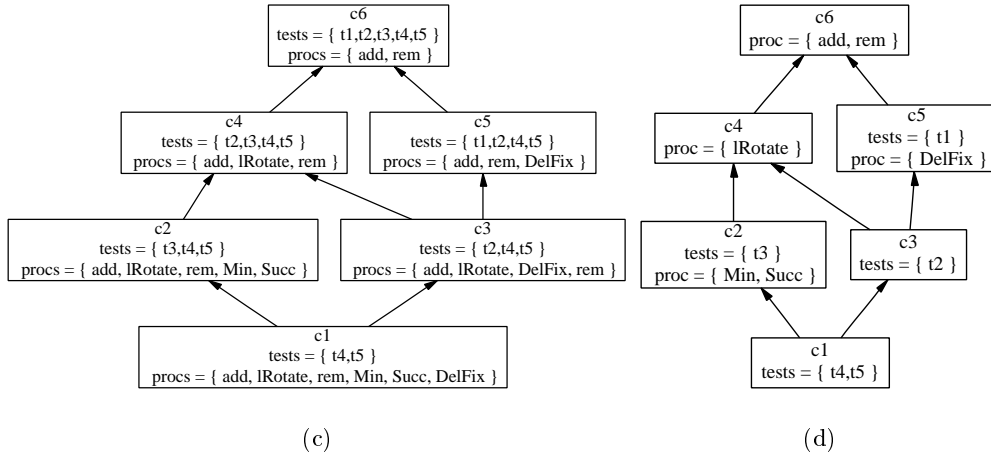 c6
tests = { t1,t2,t3,t4,t5 }
procs = { add, rem }
c4
tests = { t2,t3,t4,t5 }
procs = { add, lRotate, rem }
c5
tests = { t1,t2,t4,t5 }
procs = { add, rem, DelFix }
c2
tests = { t3,t4,t5 }
procs = { add, lRotate, rem, Min, Succ }
c3
tests = { t2,t4,t5 }
procs = { add, lRotate, DelFix, rem }
c1
tests = { t4,t5 }
procs = { add, lRotate, rem, Min, Succ, DelFix }
(c)
c6
proc = { add, rem }
c4
proc = { lRotate }
c5
tests = { t1 }
proc = { DelFix }
c2
tests = { t3 }
proc = { Min, Succ }
c3
tests = { t2 }
c1
tests = { t4,t5 }
(d)